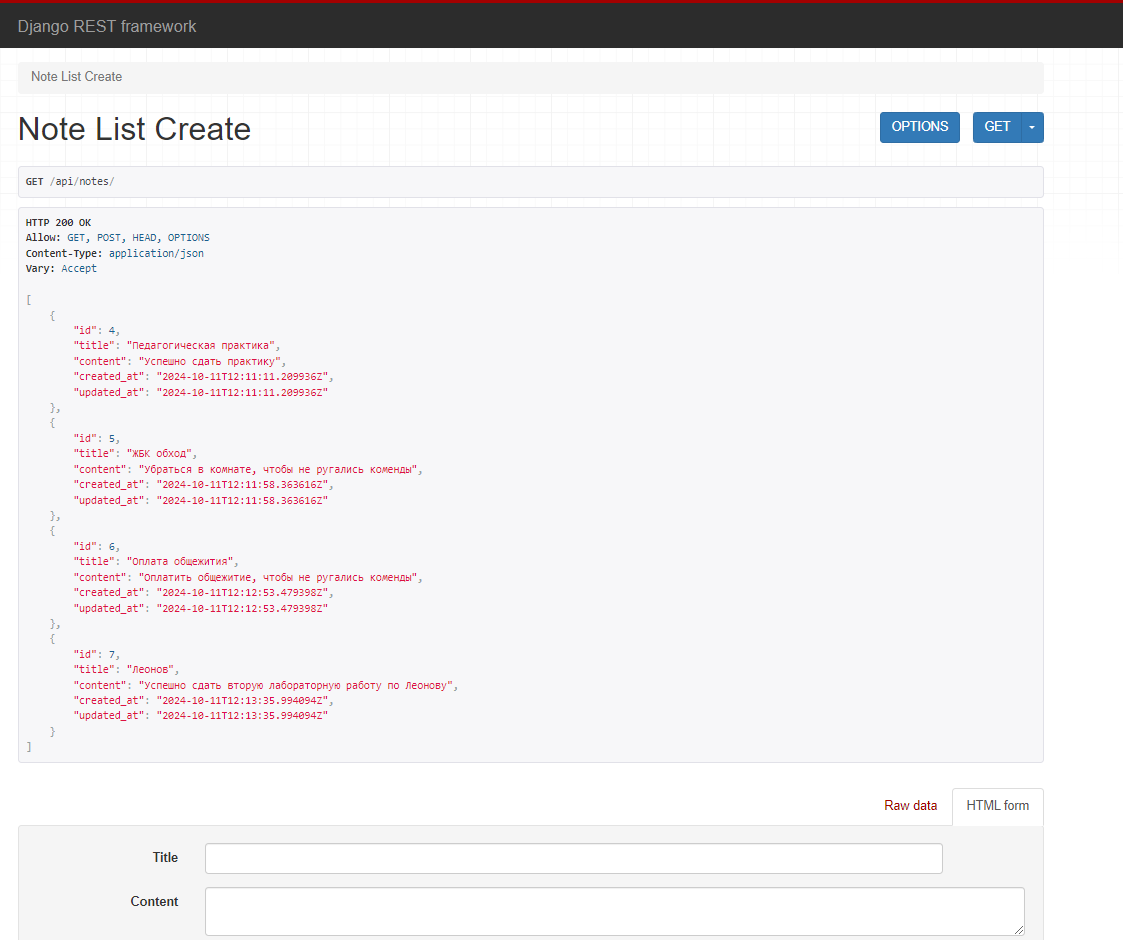 Django REST framework
Note List Create
Note List Create
OPTIONS
GET
GET /api/notes/
HTTP 200 OK
Allow: GET, POST, HEAD, OPTIONS
Content-Type: application/json
Vary: Accept
[
    {
        "id": 4,
        "title": "Педагогическая практика",
        "content": "Успешно сдать практику",
        "created_at": "2024-10-11T12:11:11.209936Z",
        "updated_at": "2024-10-11T12:11:11.209936Z"
    },
    {
        "id": 5,
        "title": "ЖБК обход",
        "content": "Убраться в комнате, чтобы не ругались коменды",
        "created_at": "2024-10-11T12:11:58.363616Z",
        "updated_at": "2024-10-11T12:11:58.363616Z"
    },
    {
        "id": 6,
        "title": "Оплата общежития",
        "content": "Оплатить общежитие, чтобы не ругались коменды",
        "created_at": "2024-10-11T12:12:53.479398Z",
        "updated_at": "2024-10-11T12:12:53.479398Z"
    },
    {
        "id": 7,
        "title": "Леонов",
        "content": "Успешно сдать вторую лабораторную работу по Леонову",
        "created_at": "2024-10-11T12:13:35.994094Z",
        "updated_at": "2024-10-11T12:13:35.994094Z"
    }
]
Raw data
HTML form
Title
Content